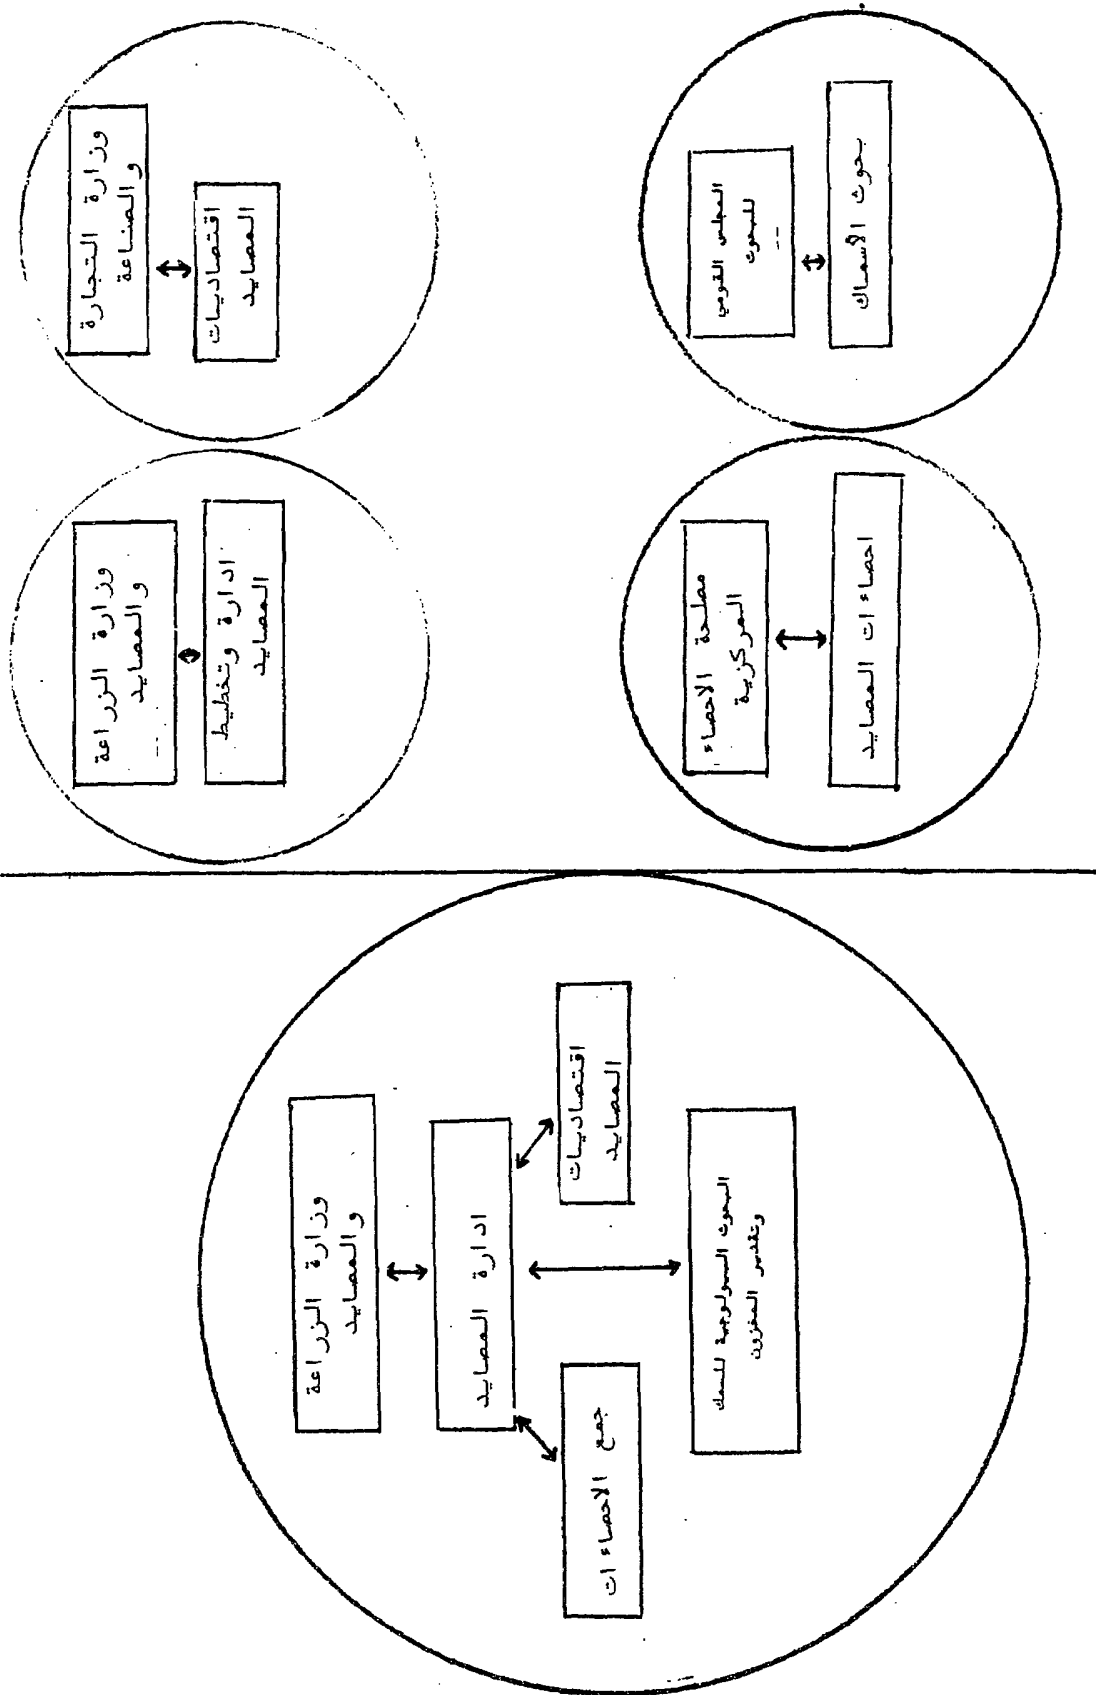 وزارة التجارة
والصناعة
اقتصاديات
المصايد
وزارة الزراعة
والمصايد
ادارة وتخطيط
المصايد
المجلس القومي
للبحوث
بحوث الاسماك
مصلحة الاحصاء
المركزية
احصاءات المصايد
وزارة الزراعة
والمصايد
ادارة المصايد
اقتصاديات
المصايد
جمع الاحصاءات
البحوث البيولوجية للسمك
وتقدير المخزون